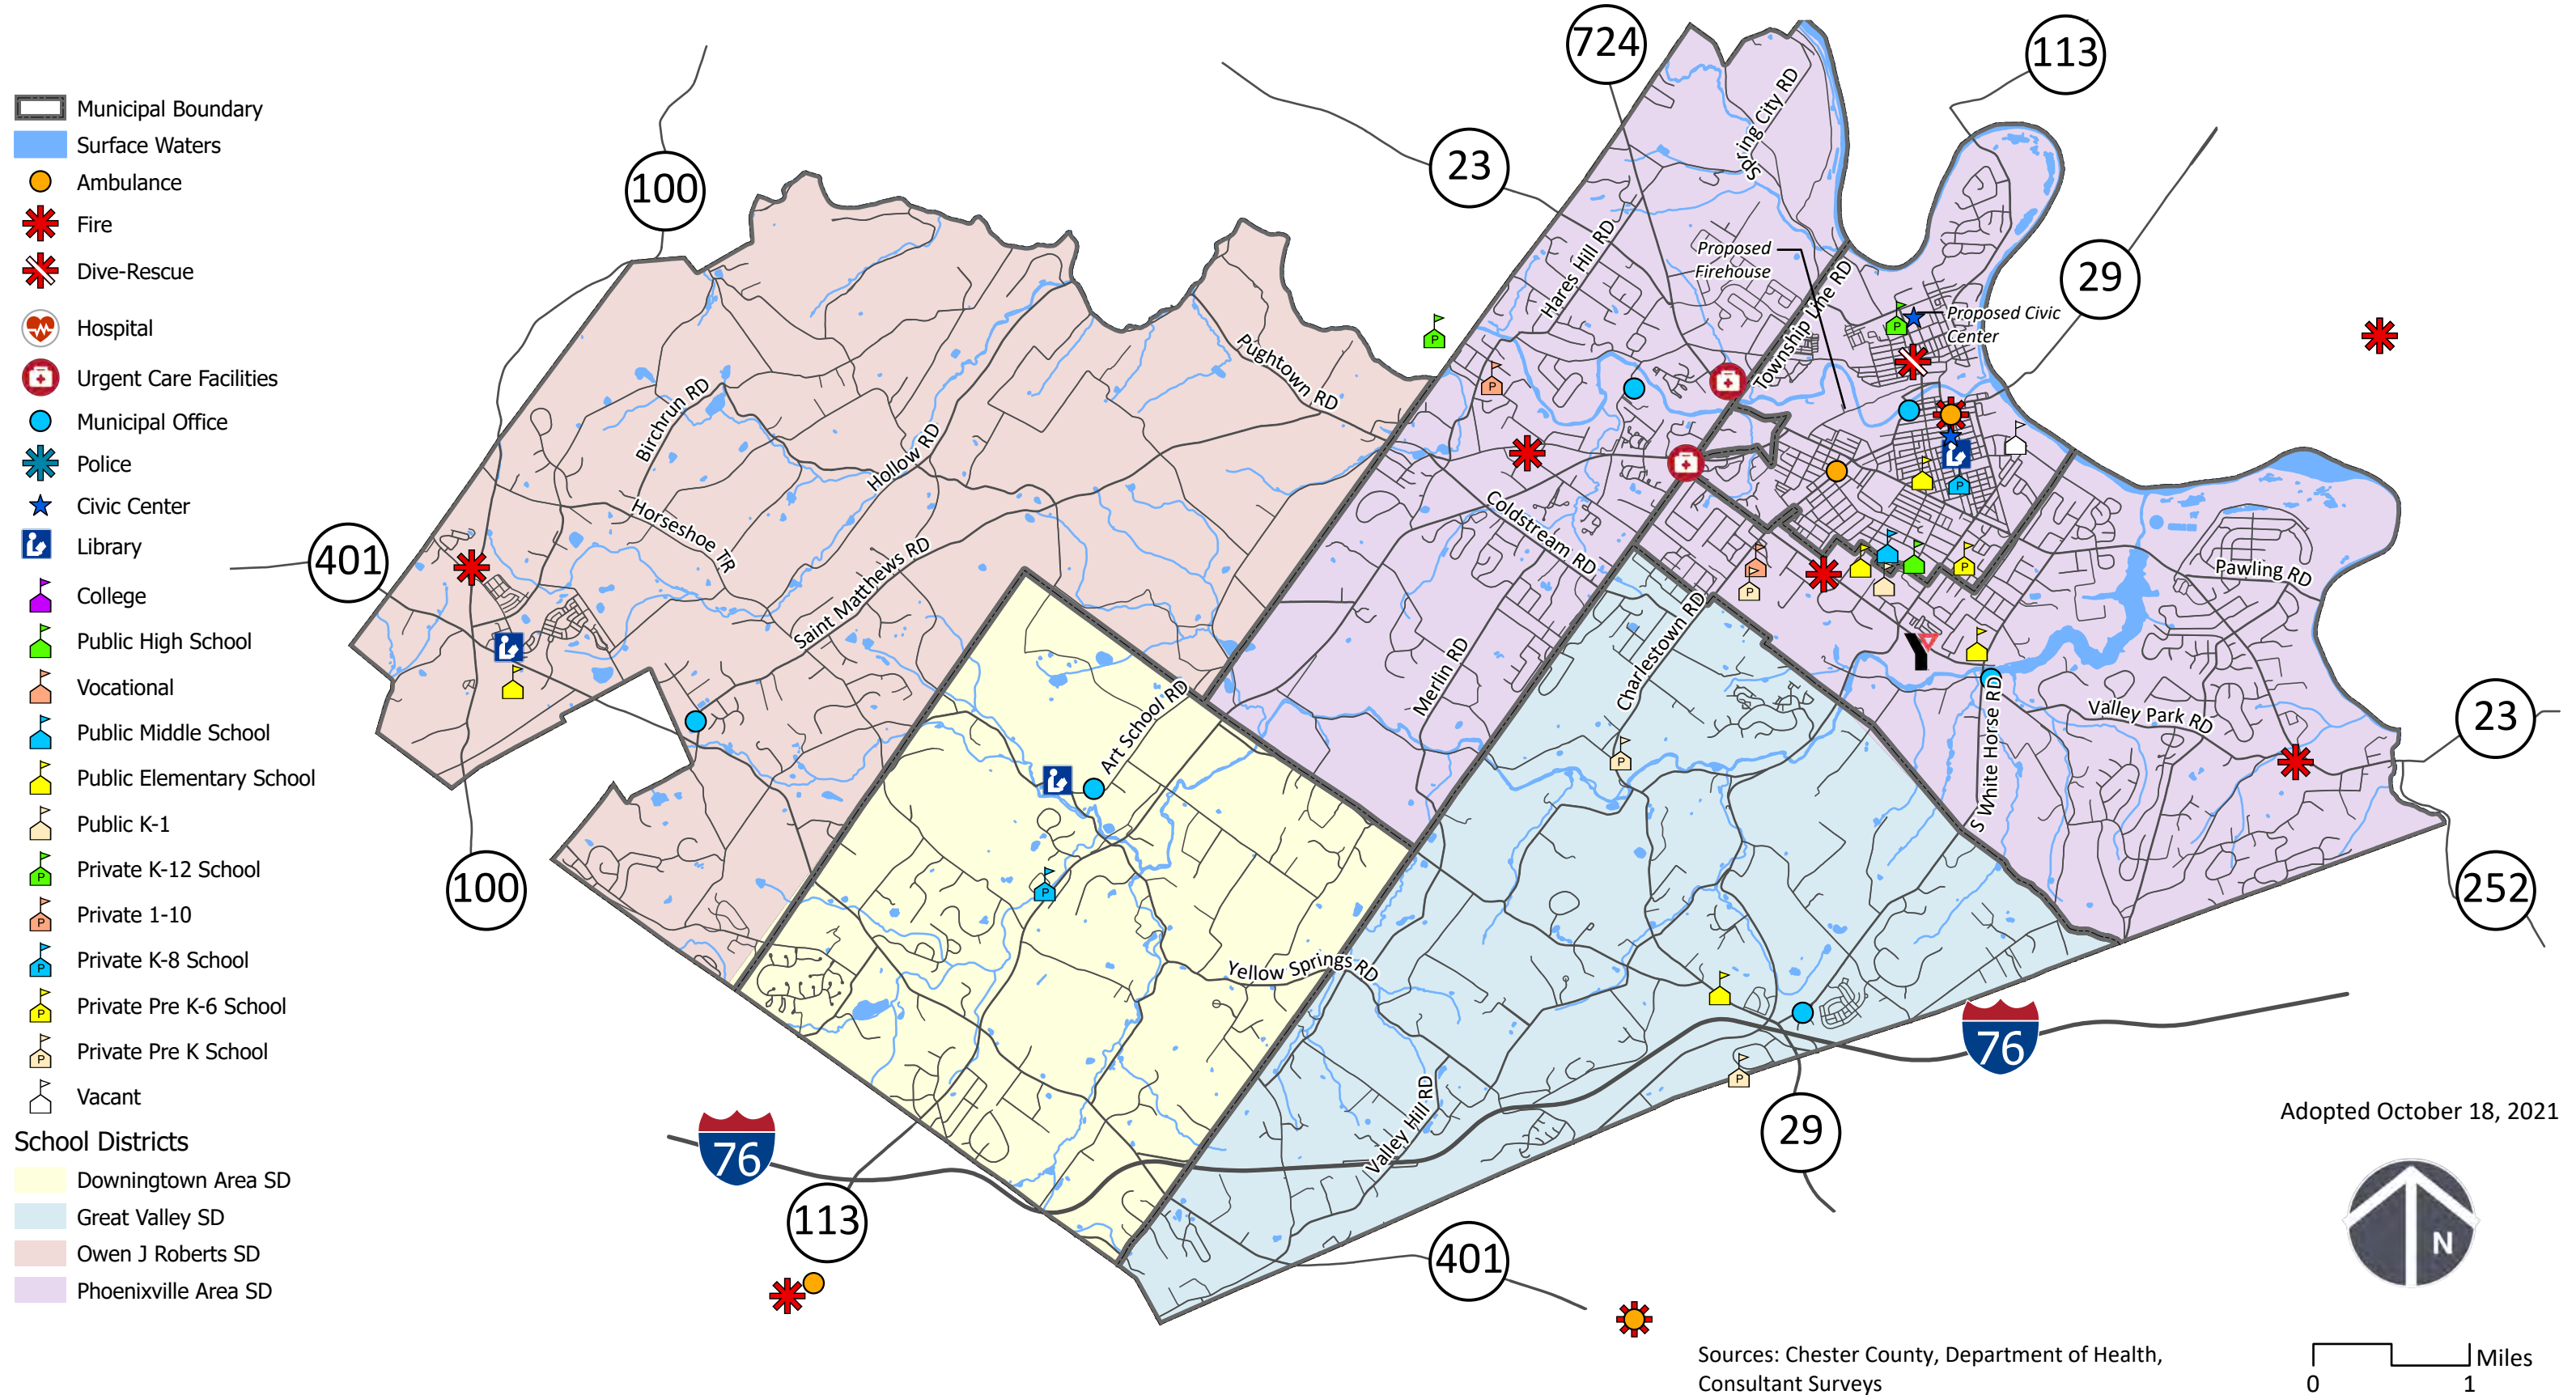 Municipal Boundary
Surface Waters
Ambulance
Fire
Dive-Rescue
Hospital
Urgent Care Facilities
Municipal Office
Police
Civic Center
Library
College
Public High School
Vocational
Public Middle School
Public Elementary School
Public K-1
P Private K-12 School
P Private 1-10
P Private K-8 School
P Private Pre K-6 School
P Private Pre K School
Vacant
School Districts
Downingtown Area SD
Great Valley SD
Owen J Roberts SD
Phoenixville Area SD
724
113
23
100
29
401
100
76
113
401
29
76
252
23
Spring City RD
Hares Hill RD
Proposed
Firehouse
Township Line RD
Proposed Civic
Center
Pughtown RD
Birchrun RD
Hollow RD
Horseshoe TR
Saint Matthews RD
Coldstream RD
Merlin RD
Charlestown RD
Pawling RD
Valley Park RD
S White Horse RD
Art School RD
Yellow Springs RD
Valley Hill RD
P
P
P
P
P
P
P
P
P
P
Adopted October 18, 2021
N
Miles
0 1
Sources: Chester County, Department of Health,
Consultant Surveys